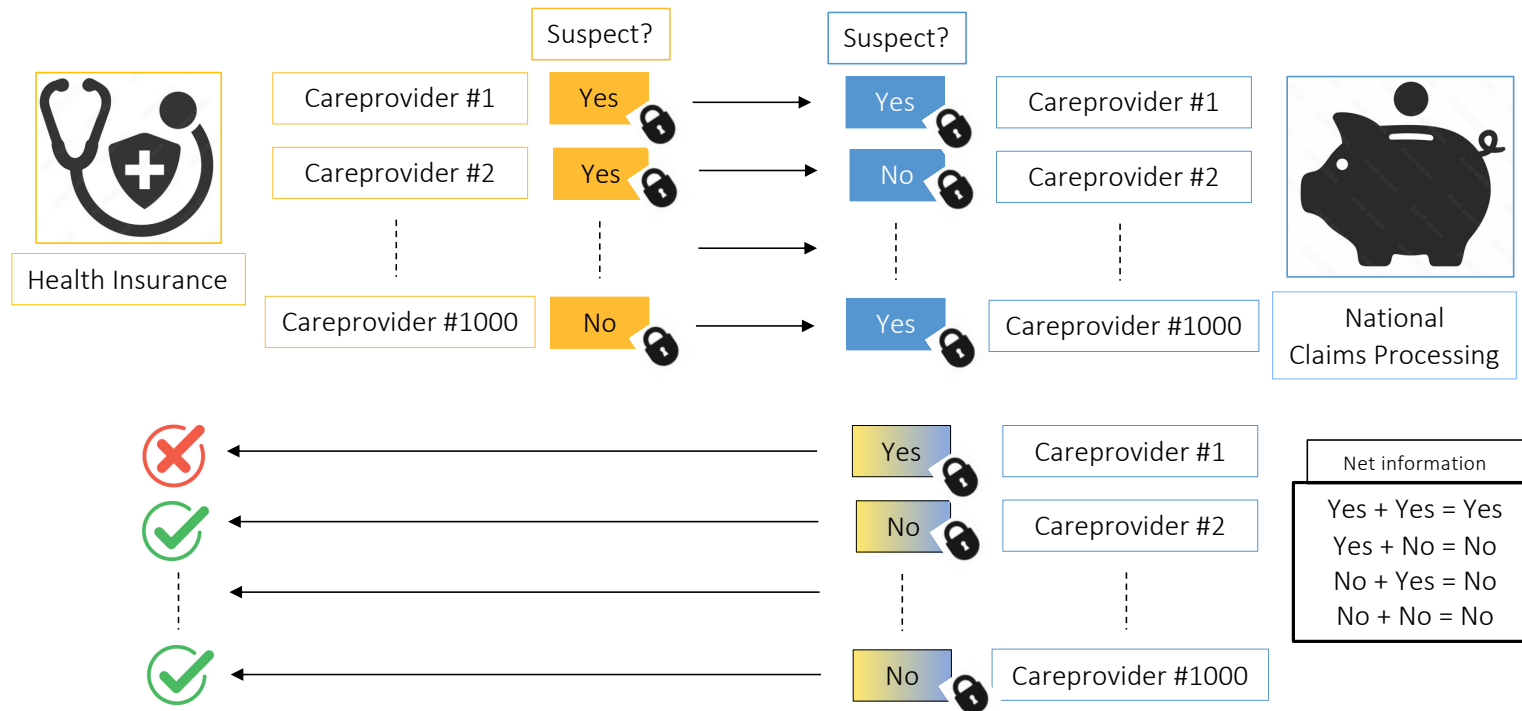 Suspect?
Suspect?
Careprovider #1
Yes
Yes
Careprovider #1
Careprovider #2
Yes
No
Careprovider #2
Health Insurance
Careprovider #1000
No
Yes
Careprovider #1000
National
Claims Processing
Yes
Careprovider #1
Net information
No
Careprovider #2
Yes + Yes = Yes
Yes + No = No
No + Yes = No
No + No = No
No
Careprovider #1000